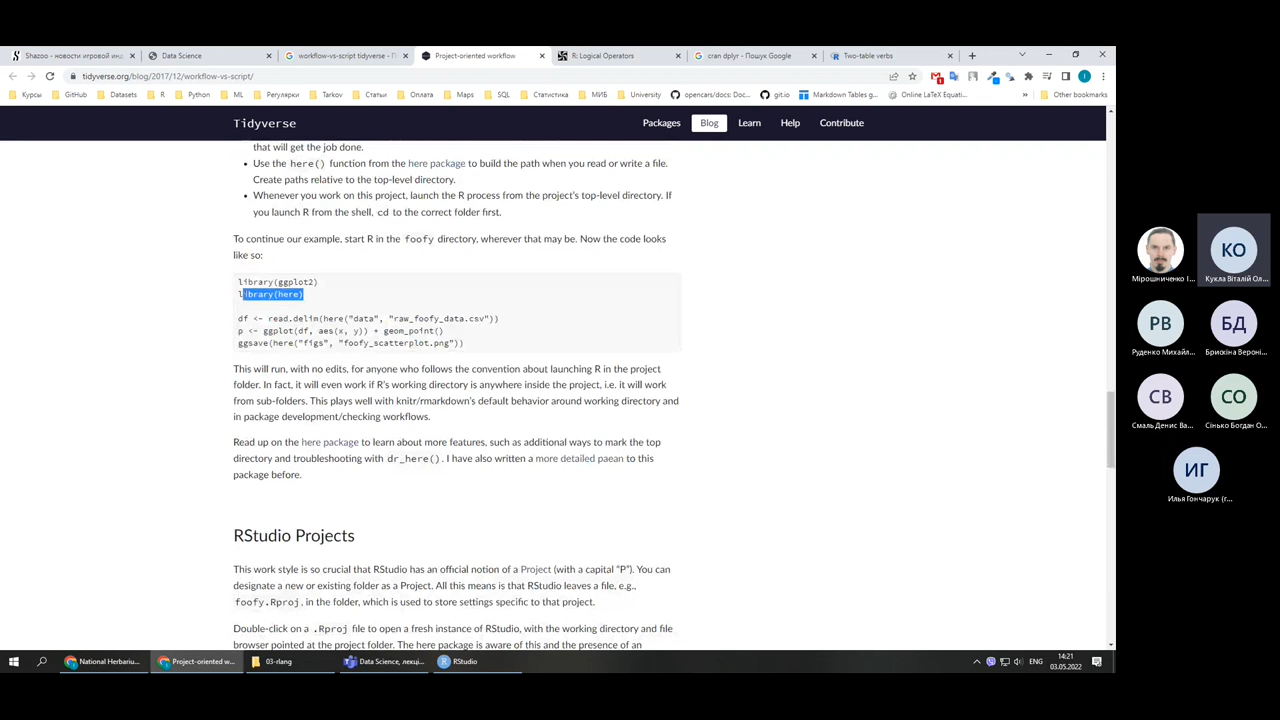 Shazoo - новости игровой инд
Data Science
workflow-vs-script tidyverse - П
Project-oriented workflow
R: Logical Operators
cran dplyr - Пошук Google
Two-table verbs
tidyverse.org/blog/2017/12/workflow-vs-script/
Курсы
GitHub
Datasets
R
Python
ML
Регулярки
Tarkov
Статьи
Оплата
Maps
SQL
Статистика
МИБ
University
opencars/docs: Doc...
git.io
Markdown Tables g...
Online LaTeX Equati...
»
Other bookmarks
Tidyverse
Packages
Blog
Learn
Help
Contribute
that will get the job done.
• Use the here() function from the here package to build the path when you read or write a file.
Create paths relative to the top-level directory.
• Whenever you work on this project, launch the R process from the project's top-level directory. If
you launch R from the shell, cd to the correct folder first.
To continue our example, start R in the foofy directory, wherever that may be. Now the code looks
like so:
library(ggplot2)
library(here)
df <- read.delim(here("data", "raw_foofy_data.csv"))
p <- ggplot(df, aes(x, y)) + geom_point()
ggsave(here("figs", "foofy_scatterplot.png"))
This will run, with no edits, for anyone who follows the convention about launching R in the project
folder. In fact, it will even work if R's working directory is anywhere inside the project, i.e. it will work
from sub-folders. This plays well with knitr/rmarkdown's default behavior around working directory and
in package development/checking workflows.
Read up on the here package to learn about more features, such as additional ways to mark the top
directory and troubleshooting with dr_here(). I have also written a more detailed paean to this
package before.
RStudio Projects
This work style is so crucial that RStudio has an official notion of a Project (with a capital "P"). You can
designate a new or existing folder as a Project. All this means is that RStudio leaves a file, e.g.,
foofy.Rproj, in the folder, which is used to store settings specific to that project.
Double-click on a .Rproj file to open a fresh instance of RStudio, with the working directory and file
browser pointed at the project folder. The here package is aware of this and the presence of an
Мірошниченко І...
KO
Кукла Віталій Ол...
РВ
Руденко Михайл...
БД
Брискіна Вероні...
СВ
Смаль Денис Ва...
СО
Сінько Богдан О...
ИГ
Илья Гончарук (г...
National Herbariu...
Project-oriented w...
03-rlang
Data Science, лекці...
RStudio
ENG
14:21
03.05.2022